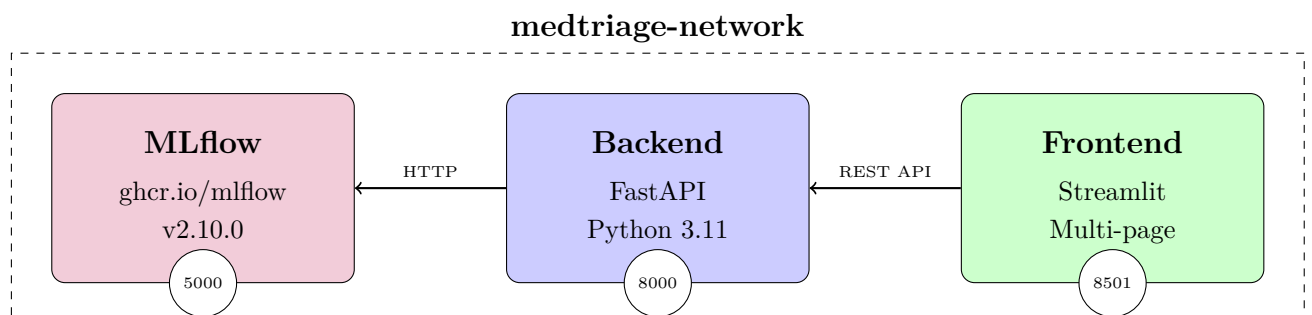 medtriage-network
MLflow
ghcr.io/mlflow
v2.10.0
5000
HTTP
Backend
FastAPI
Python 3.11
8000
REST API
Frontend
Streamlit
Multi-page
8501